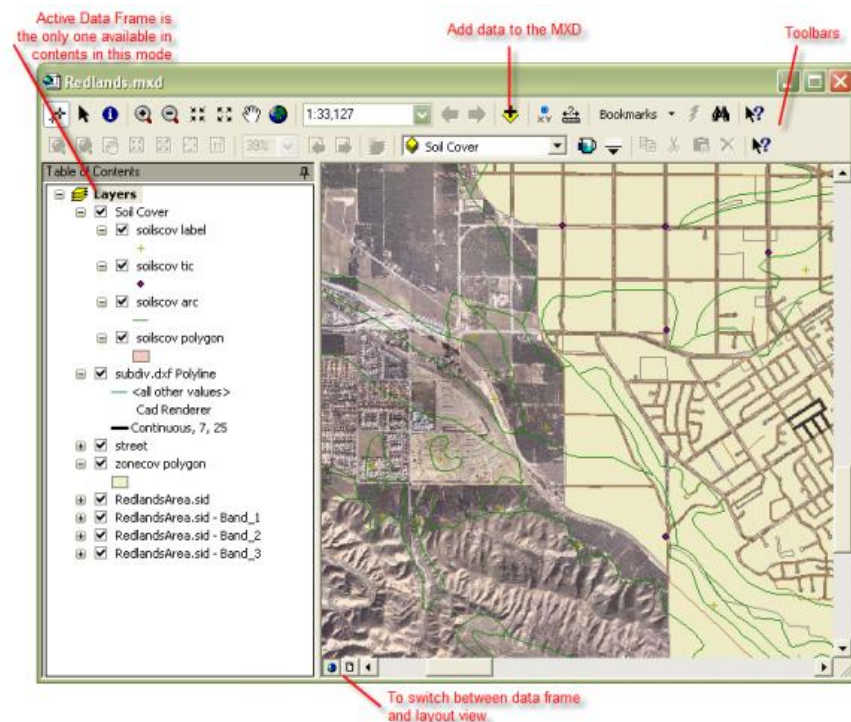 Active Data Frame is
the only one available in
contents in this mode
Add data to the MXD
Toolbars
Redlands.mxd
1:33,127
Bookmarks
39%
Soil Cover
Table of Contents
Layers
Soil Cover
soilscov label
soilscov tic
soilscov arc
soilscov polygon
subdiv.dxf Polyline
<all other values>
Cad Renderer
Continuous, 7, 25
street
zonecov polygon
RedlandsArea.sid
RedlandsArea.sid - Band_1
RedlandsArea.sid - Band_2
RedlandsArea.sid - Band_3
To switch between data frame
and layout view.